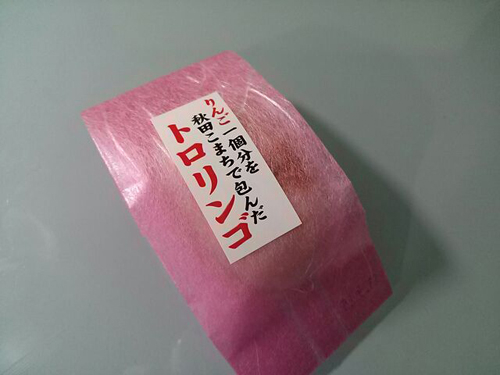 りんご一個分を
秋田こまちで包んだ
トロリンゴ